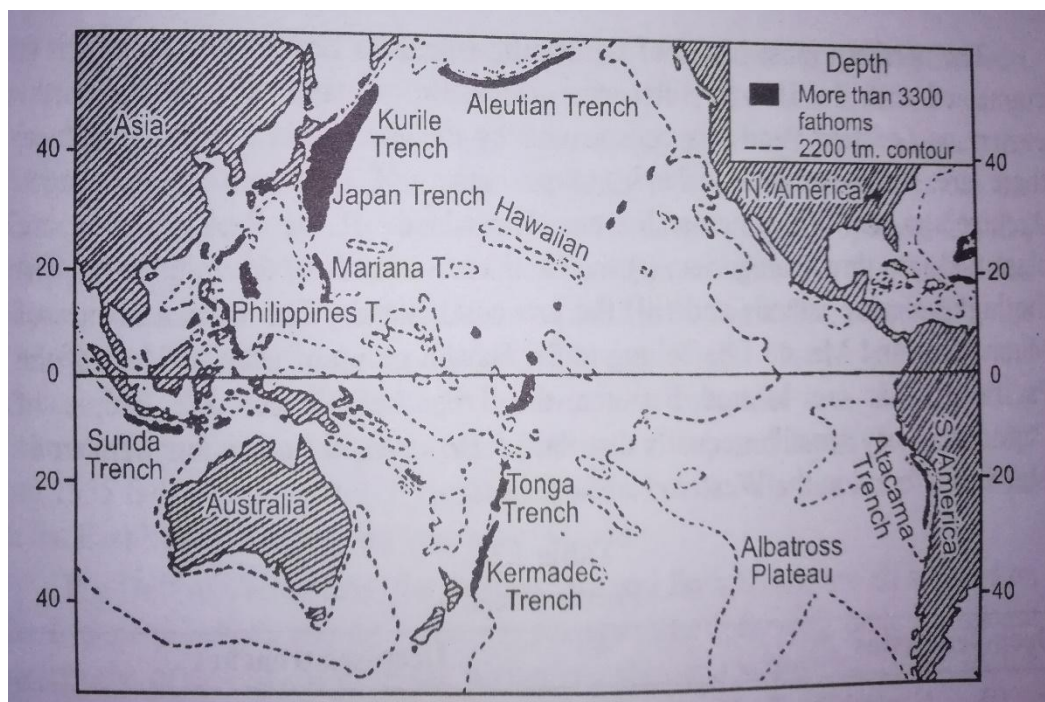 Depth
More than 3300
fathoms
2200 tm. contour
Asia
Aleutian Trench
Kurile
Trench
40
40
N. America
Japan Trench
Hawaiian
20
Mariana T.
20
Philippines T.
0
0
Sunda
Trench
Australia
20
Tonga
Trench
Atacama
Trench
S. America
20
Albatross
Plateau
Kermadec
Trench
40
40